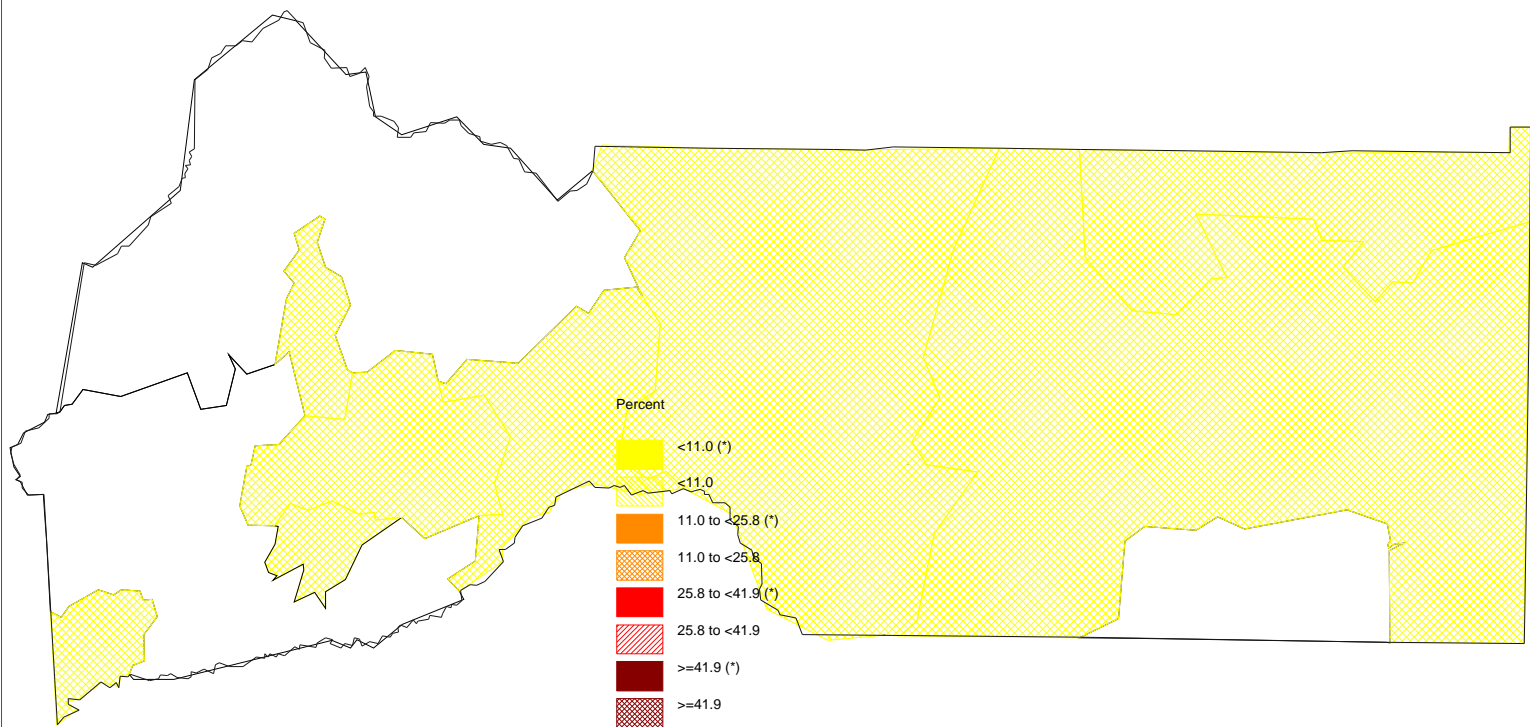 Percent
<11.0 (*)
<11.0
11.0 to <25.8 (*)
11.0 to <25.8
25.8 to <41.9 (*)
25.8 to <41.9
>=41.9 (*)
>=41.9